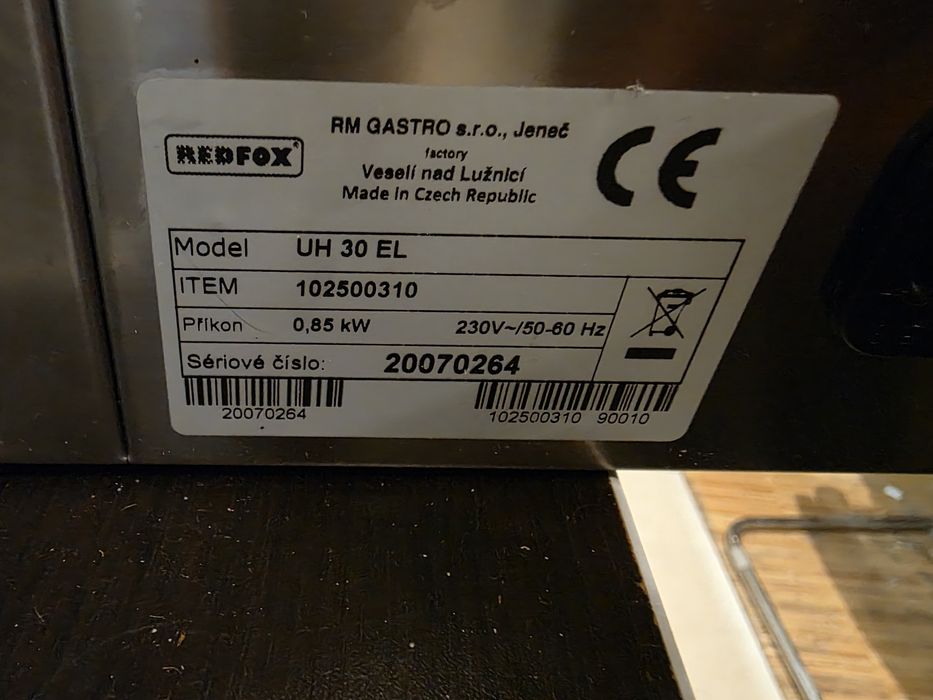 REDFOX
RM GASTRO s.r.o., Jeneč
factory
Veselí nad Lužnicí
Made in Czech Republic
CE
Model UH 30 EL
ITEM 102500310
Příkon 0,85 kW 230V~/50-60 Hz
Sériové číslo: 20070264
20070264 102500310 90010